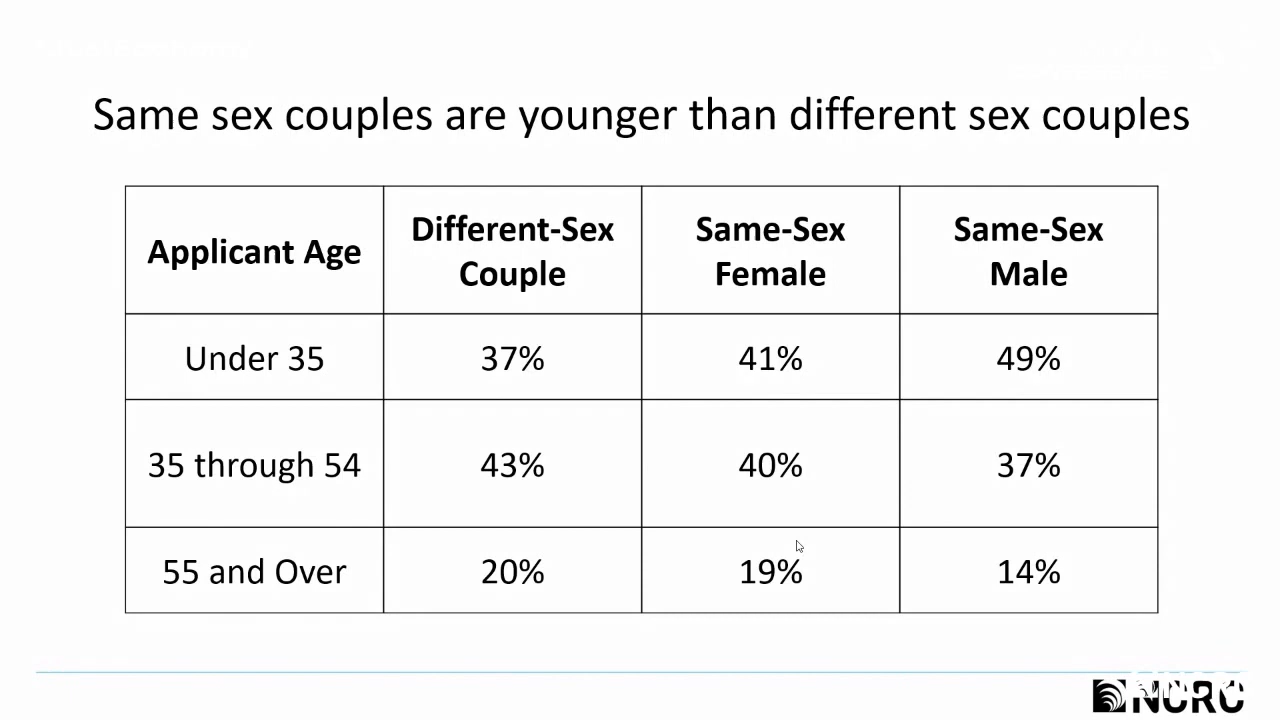 Same sex couples are younger than different sex couples
Applicant Age
Different-Sex
Couple
Same-Sex
Female
Same-Sex
Male
Under 35
37%
41%
49%
35 through 54
43%
40%
37%
55 and Over
20%
19%
14%
NCRC